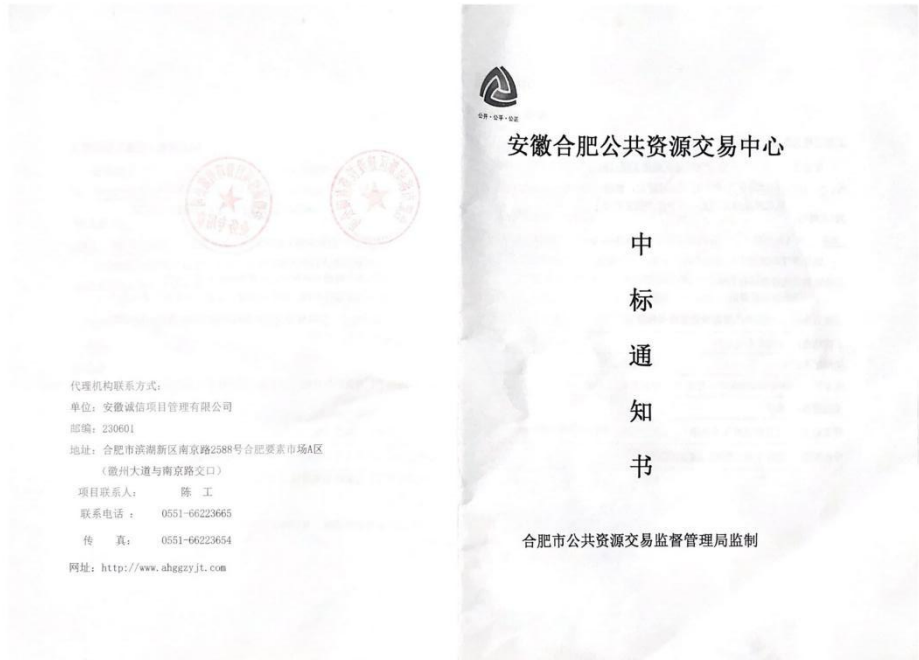 代理机构联系方式:
单位: 安徽诚信项目管理有限公司
邮编: 230601
地址: 合肥市滨湖新区南京路2588号合肥要素市场A区
(徽州大道与南京路交口)
项目联系人: 陈 工
联系电话: 0551-66223665
传 真: 0551-66223654
网址: http://www.ahggzyjt.com
公开·公平·公正
安徽合肥公共资源交易中心
中
标
通
知
书
合肥市公共资源交易监督管理局监制